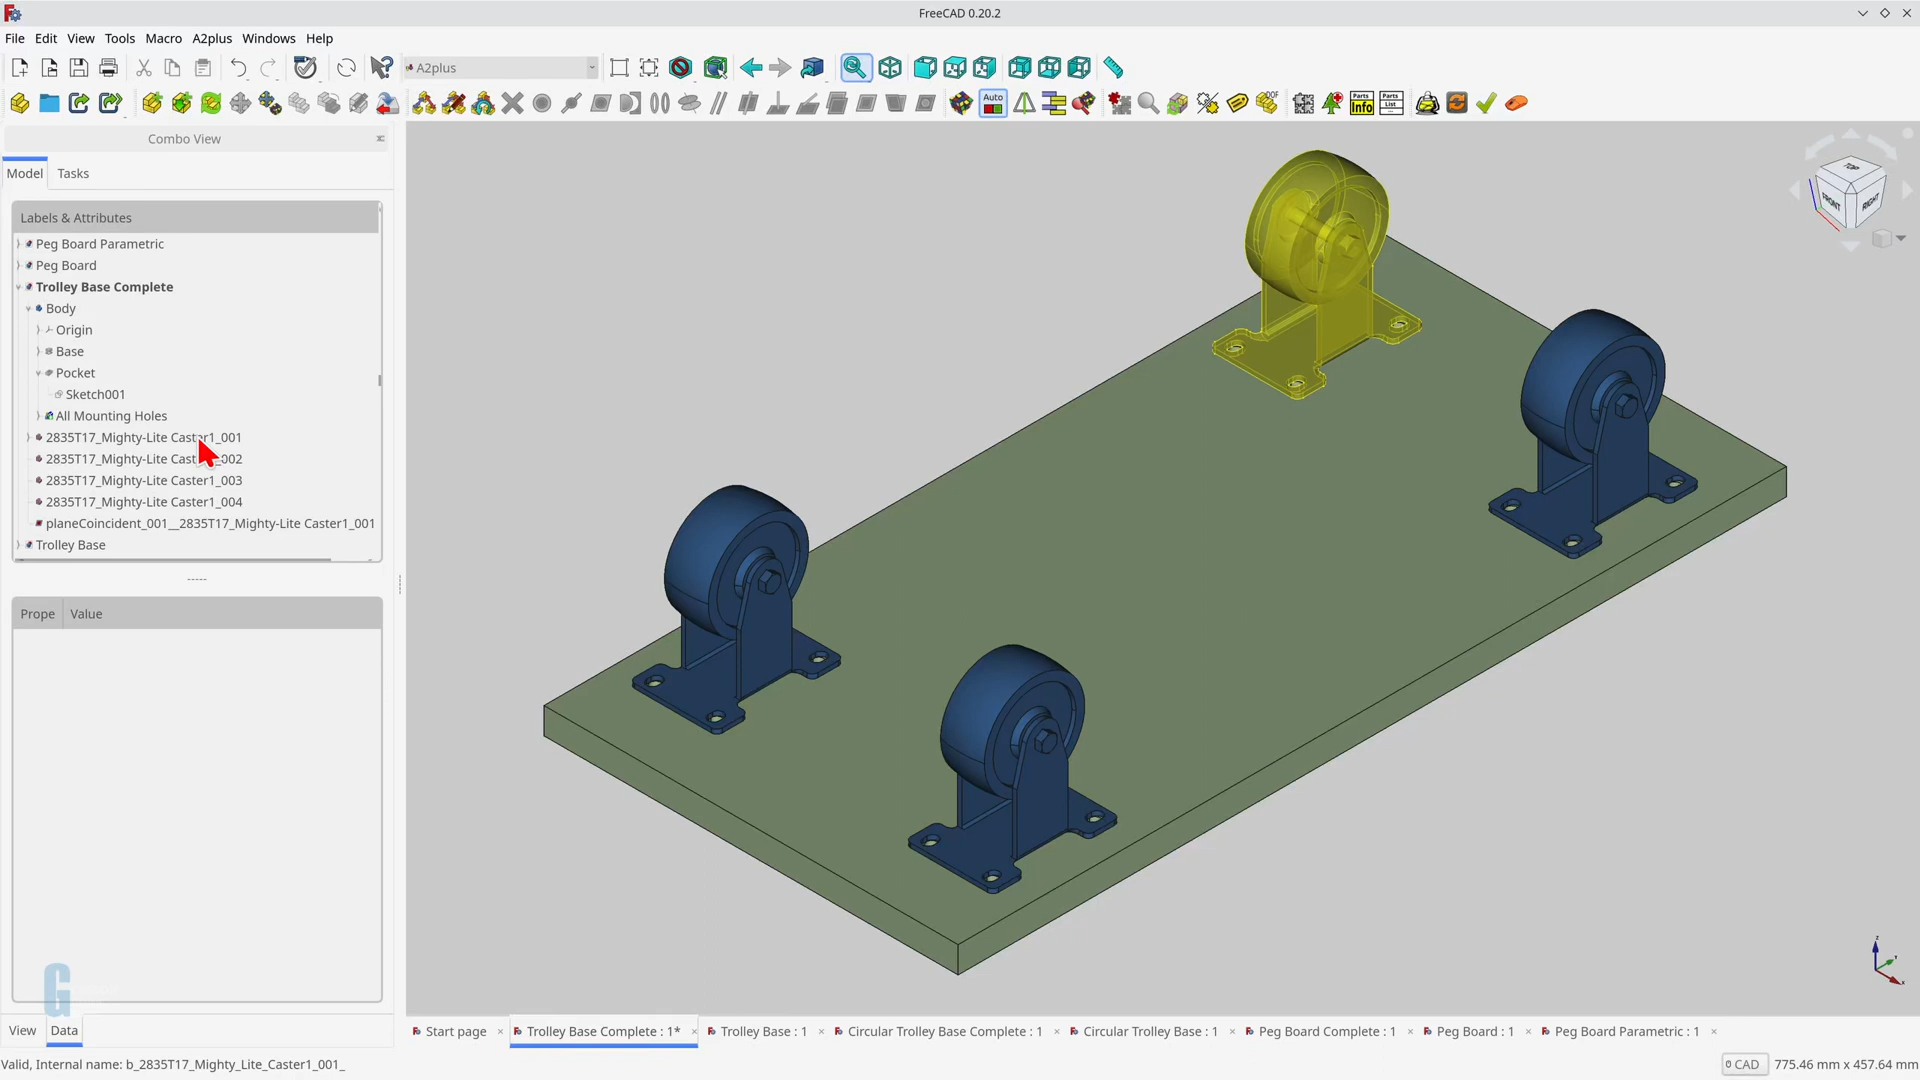 FreeCAD 0.20.2
File Edit View Tools Macro A2plus Windows Help
A2plus
Auto
DOF
Parts Info
Parts List
Combo View
Model Tasks
Labels & Attributes
Peg Board Parametric
Peg Board
Trolley Base Complete
Body
Origin
Base
Pocket
Sketch001
All Mounting Holes
2835T17_Mighty-Lite Caster1_001
2835T17_Mighty-Lite Caster1_002
2835T17_Mighty-Lite Caster1_003
2835T17_Mighty-Lite Caster1_004
planeCoincident_001__2835T17_Mighty-Lite Caster1_001
Trolley Base
Prope Value
TOP
FRONT
RIGHT
G
View Data
Start page
Trolley Base Complete : 1*
Trolley Base : 1
Circular Trolley Base Complete : 1
Circular Trolley Base : 1
Peg Board Complete : 1
Peg Board : 1
Peg Board Parametric : 1
Valid, Internal name: b_2835T17_Mighty_Lite_Caster1_001_
CAD
775.46 mm x 457.64 mm